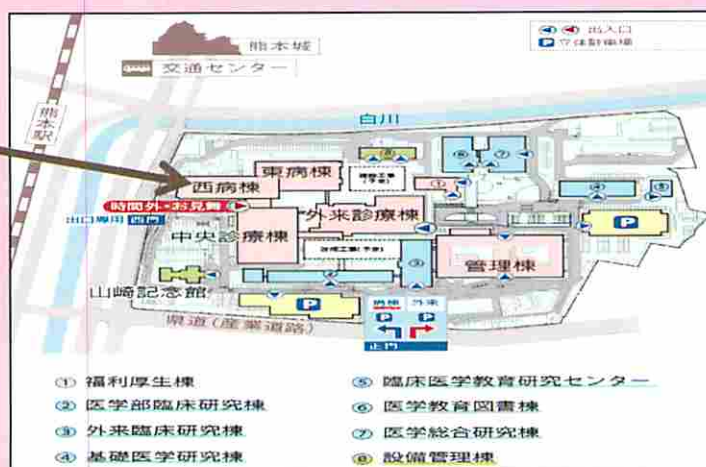 熊本城
交通センター
熊本駅
出入口
P 立体駐車場
白川
東病棟
西病棟
時間外・お見舞
出口専用 西門
外来診療棟
中央診療棟
管理棟
山崎記念館
県道(産業道路)
病棟 外来
P P
正門
P
P
① 福利厚生棟
② 医学部臨床研究棟
③ 外来臨床研究棟
④ 基礎医学研究棟
⑤ 臨床医学教育研究センター
⑥ 医学教育図書棟
⑦ 医学総合研究棟
⑧ 設備管理棟